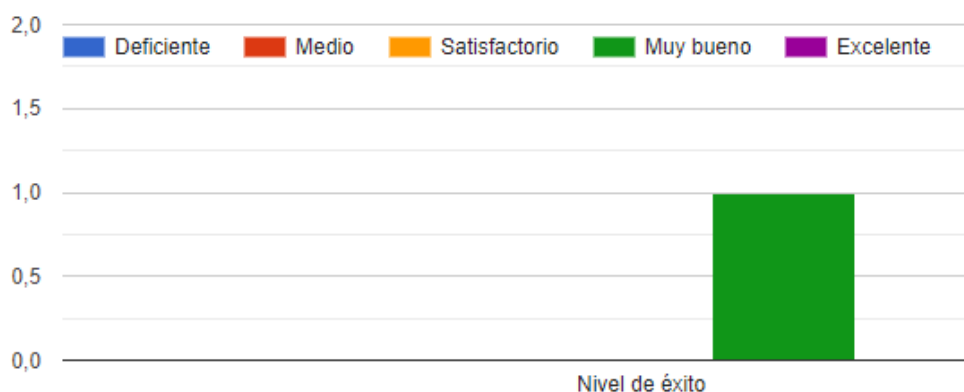 2,0
Deficiente Medio Satisfactorio Muy bueno Excelente
1,5
1,0
0,5
0,0
Nivel de éxito